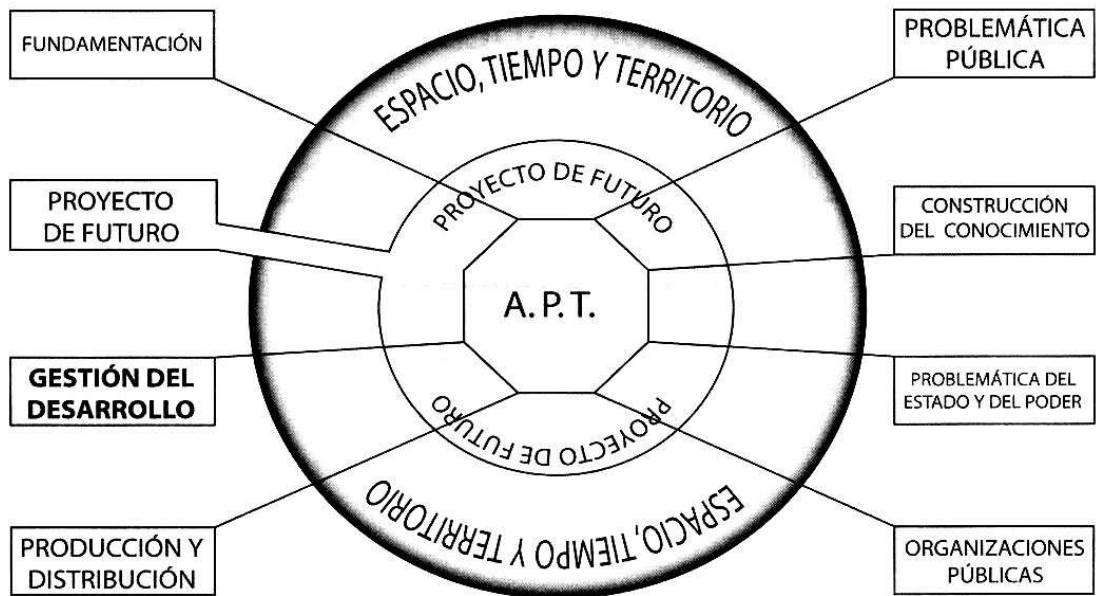 FUNDAMENTACIÓN
PROBLEMÁTICA
PÚBLICA
ESPACIO, TIEMPO Y TERRITORIO
PROYECTO DE FUTURO
PROYECTO
DE FUTURO
CONSTRUCCIÓN
DEL CONOCIMIENTO
A. P. T.
GESTIÓN DEL
DESARROLLO
PROBLEMÁTICA DEL
ESTADO Y DEL PODER
PROYECTO DE FUTURO
ESPACIO, TIEMPO Y TERRITORIO
PRODUCCIÓN Y
DISTRIBUCIÓN
ORGANIZACIONES
PÚBLICAS